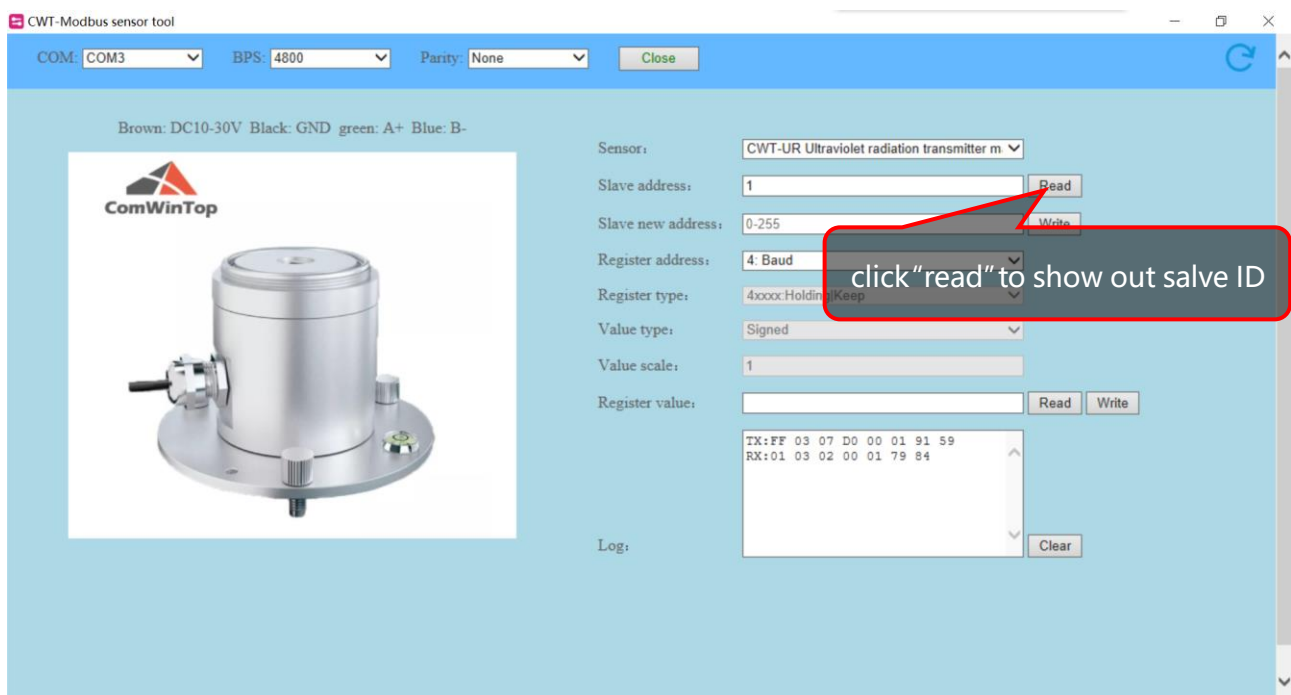 CWT-Modbus sensor tool
COM: COM3 BPS: 4800 Parity: None Close
Brown: DC10-30V Black: GND green: A+ Blue: B-
ComWinTop
Sensor: CWT-UR Ultraviolet radiation transmitter m
Slave address: 1 Read
Slave new address: 0-255 Write
Register address: 4: Baud
click“read”to show out salve ID
Register type: 4xxxx:Holding|Keep
Value type: Signed
Value scale: 1
Register value: Read Write
TX:FF 03 07 D0 00 01 91 59
RX:01 03 02 00 01 79 84
Log: Clear